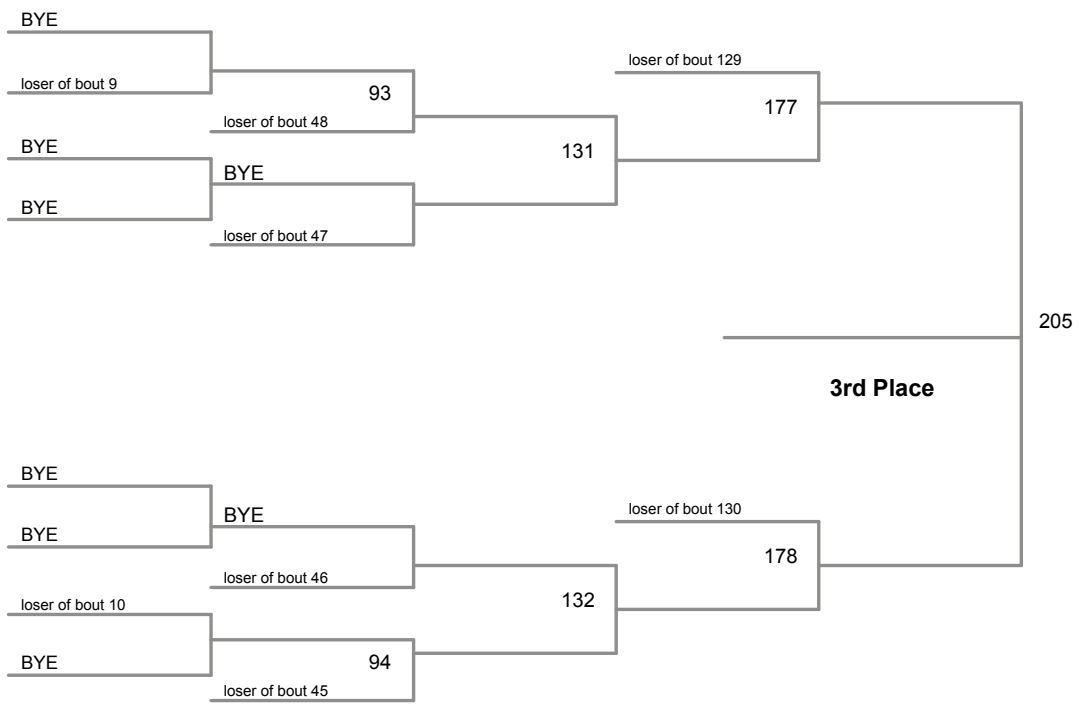 BYE
loser of bout 129
loser of bout 9
93
177
loser of bout 48
BYE
131
BYE
BYE
loser of bout 47
205
3rd Place
BYE
loser of bout 130
BYE
BYE
178
loser of bout 46
132
loser of bout 10
BYE
94
loser of bout 45